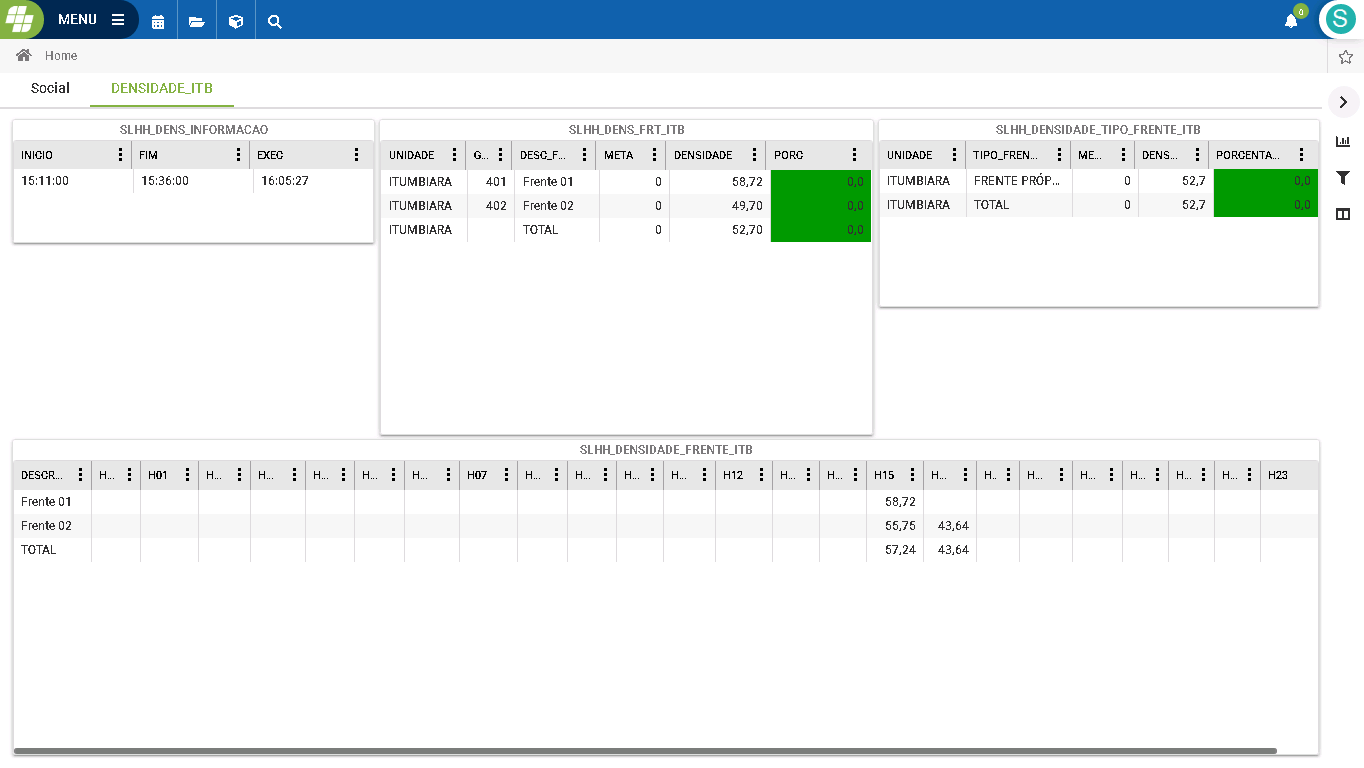 MENU
0
S
Home
Social
DENSIDADE_ITB
SLHH_DENS_INFORMACAO
INICIO FIM EXEC
15:11:00 15:36:00 16:05:27
SLHH_DENS_FRT_ITB
UNIDADE G... DESC_F... META DENSIDADE PORC
ITUMBIARA 401 Frente 01 0 58,72 0,0
ITUMBIARA 402 Frente 02 0 49,70 0,0
ITUMBIARA TOTAL 0 52,70 0,0
SLHH_DENSIDADE_TIPO_FRENTE_ITB
UNIDADE TIPO_FREN... ME... DENS... PORCENTA...
ITUMBIARA FRENTE PRÓP... 0 52,7 0,0
ITUMBIARA TOTAL 0 52,7 0,0
SLHH_DENSIDADE_FRENTE_ITB
DESCR... H... H01 H... H... H... H... H... H07 H... H... H... H... H12 H... H... H15 H... H.. H... H... H... H... H... H23
Frente 01 58,72
Frente 02 55,75 43,64
TOTAL 57,24 43,64